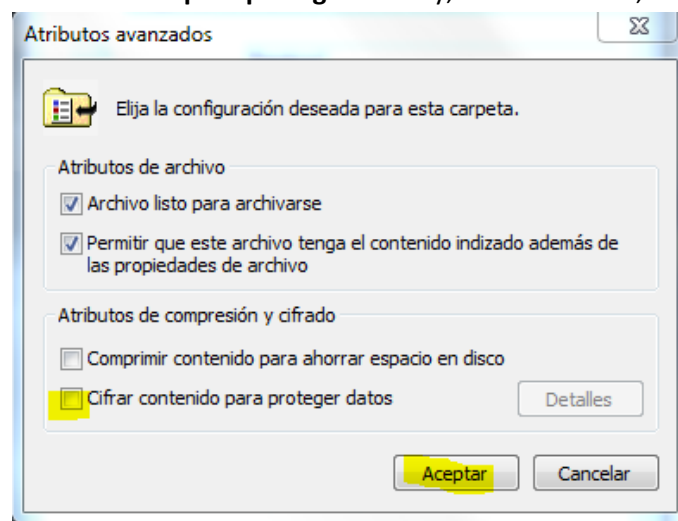 Atributos avanzados
Elija la configuración deseada para esta carpeta.
Atributos de archivo
Archivo listo para archivarse
Permitir que este archivo tenga el contenido indizado además de
las propiedades de archivo
Atributos de compresión y cifrado
Comprimir contenido para ahorrar espacio en disco
Cifrar contenido para proteger datos
Detalles
Aceptar
Cancelar